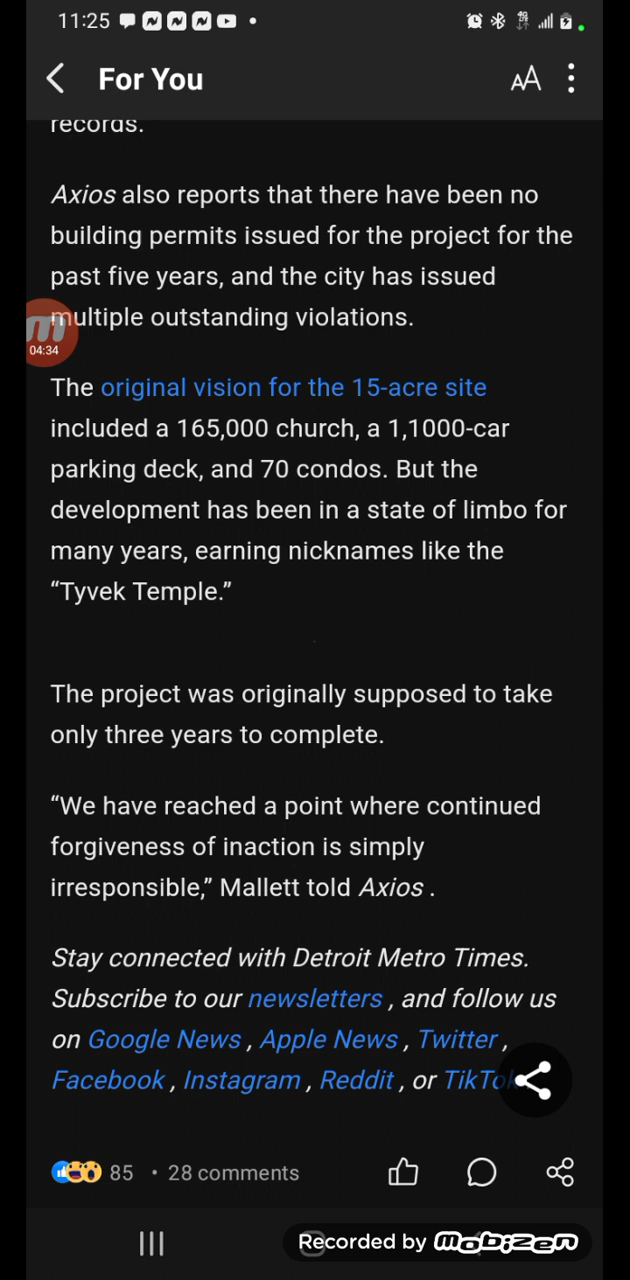 11:25
For You
AA
records.
Axios also reports that there have been no
building permits issued for the project for the
past five years, and the city has issued
multiple outstanding violations.
04:34
The original vision for the 15-acre site
included a 165,000 church, a 1,1000-car
parking deck, and 70 condos. But the
development has been in a state of limbo for
many years, earning nicknames like the
“Tyvek Temple.”
The project was originally supposed to take
only three years to complete.
“We have reached a point where continued
forgiveness of inaction is simply
irresponsible,” Mallett told Axios .
Stay connected with Detroit Metro Times.
Subscribe to our newsletters , and follow us
on Google News , Apple News , Twitter ,
Facebook , Instagram , Reddit , or TikTok
85 • 28 comments
Recorded by mobizen